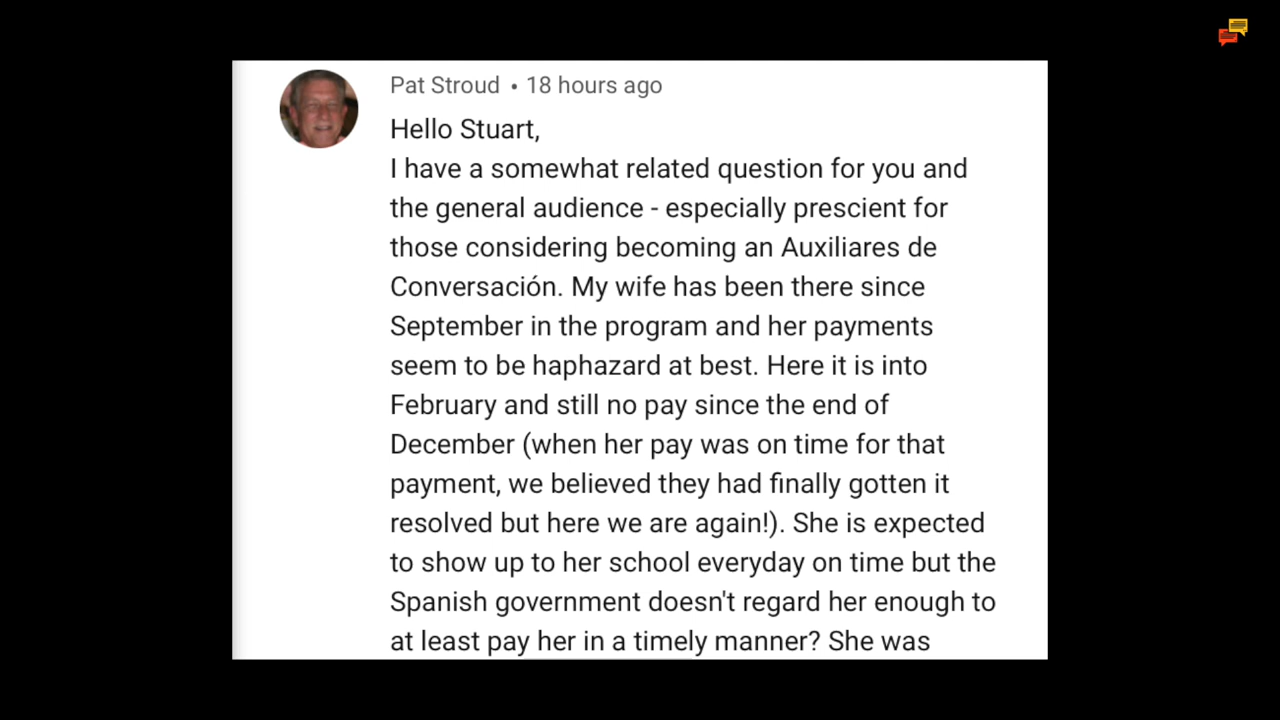 Pat Stroud • 18 hours ago
Hello Stuart,
I have a somewhat related question for you and
the general audience - especially prescient for
those considering becoming an Auxiliares de
Conversación. My wife has been there since
September in the program and her payments
seem to be haphazard at best. Here it is into
February and still no pay since the end of
December (when her pay was on time for that
payment, we believed they had finally gotten it
resolved but here we are again!). She is expected
to show up to her school everyday on time but the
Spanish government doesn't regard her enough to
at least pay her in a timely manner? She was